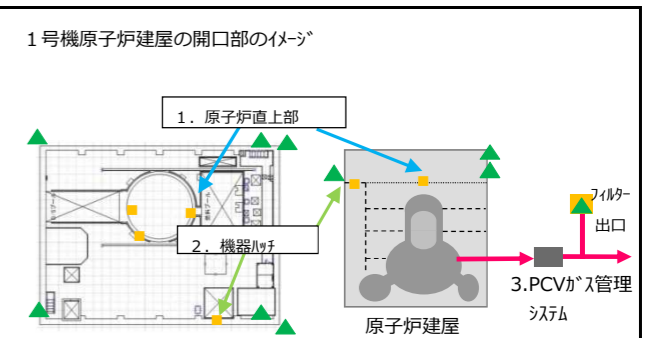 1号機原子炉建屋の開口部のｲﾒｰｼﾞ
1．原子炉直上部
2．機器ﾊｯﾁ
ﾌｨﾙﾀｰ
出口
3.PCVｶﾞｽ管理
ｼｽﾃﾑ
原子炉建屋